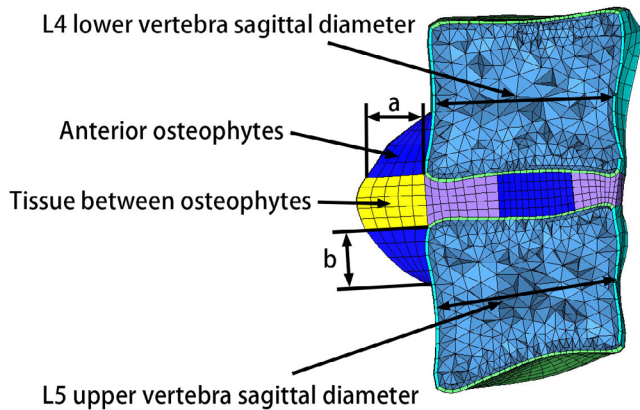 L4 lower vertebra sagittal diameter
a
Anterior osteophytes
Tissue between osteophytes
b
L5 upper vertebra sagittal diameter